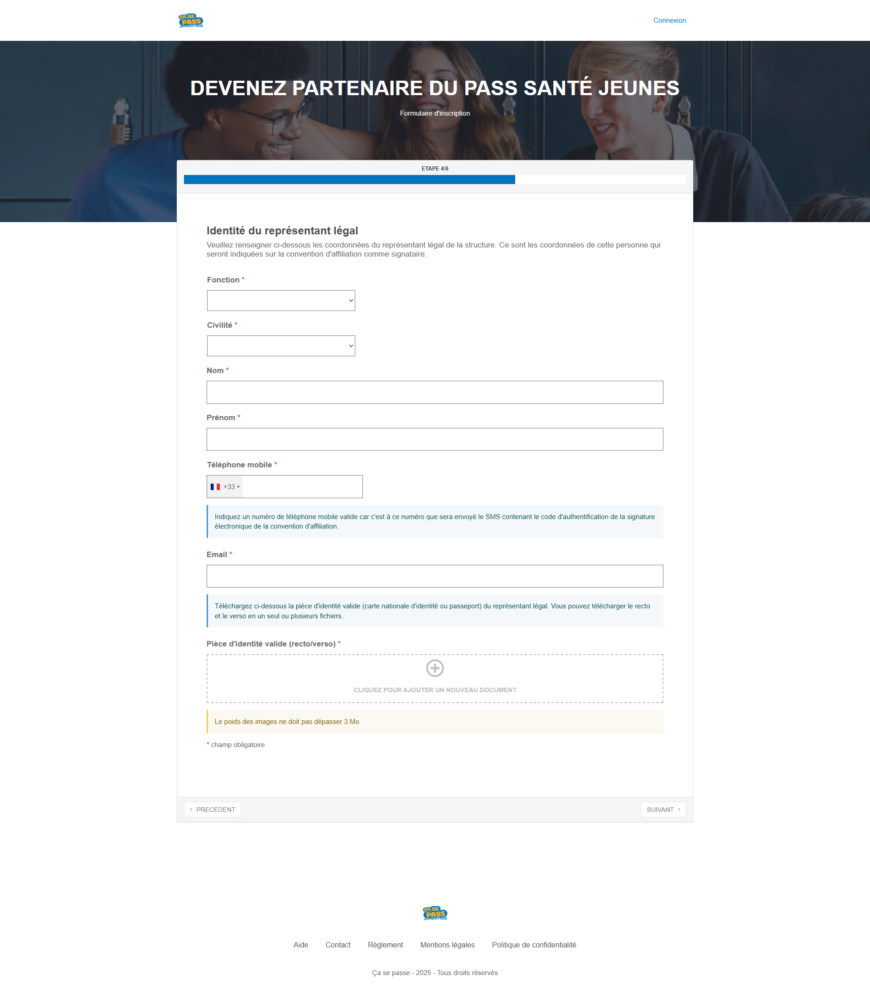 ÇA SE
PASS
Connexion
DEVENEZ PARTENAIRE DU PASS SANTÉ JEUNES
Formulaire d'inscription
ETAPE 4/6
Identité du représentant légal
Veuillez renseigner ci-dessous les coordonnées du représentant légal de la structure. Ce sont les coordonnées de cette personne qui
seront indiquées sur la convention d'affiliation comme signataire.
Fonction *
Civilité *
Nom *
Prénom *
Téléphone mobile *
+33
Indiquez un numéro de téléphone mobile valide car c'est à ce numéro que sera envoyé le SMS contenant le code d'authentification de la signature
électronique de la convention d'affiliation.
Email *
Téléchargez ci-dessous la pièce d'identité valide (carte nationale d'identité ou passeport) du représentant légal. Vous pouvez télécharger le recto
et le verso en un seul ou plusieurs fichiers.
Pièce d'identité valide (recto/verso) *
CLIQUEZ POUR AJOUTER UN NOUVEAU DOCUMENT
Le poids des images ne doit pas dépasser 3 Mo
* champ obligatoire
PRECEDENT
SUIVANT
ÇA SE
PASS
Aide Contact Règlement Mentions légales Politique de confidentialité
Ça se passe - 2025 - Tous droits réservés